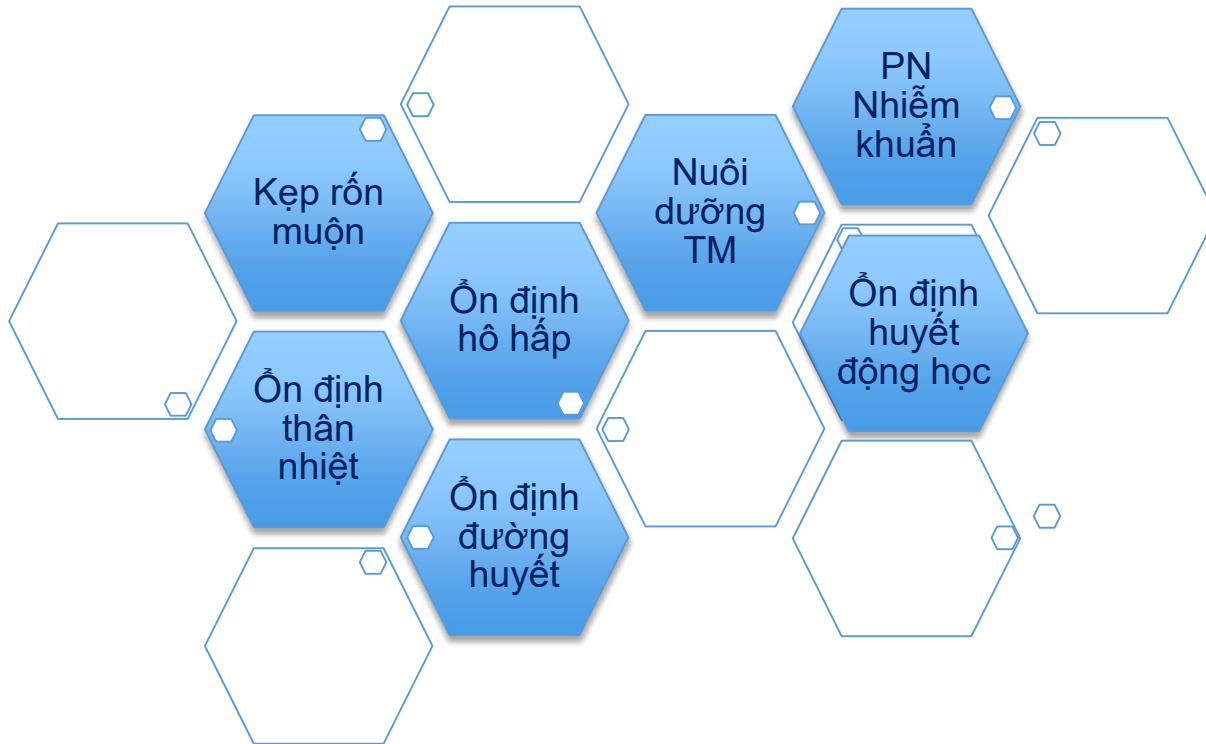 PN
Nhiễm
khuẩn
Kẹp rốn
muộn
Nuôi
dưỡng
TM
Ổn định
hô hấp
Ổn định
huyết
động học
Ổn định
thân
nhiệt
Ổn định
đường
huyết